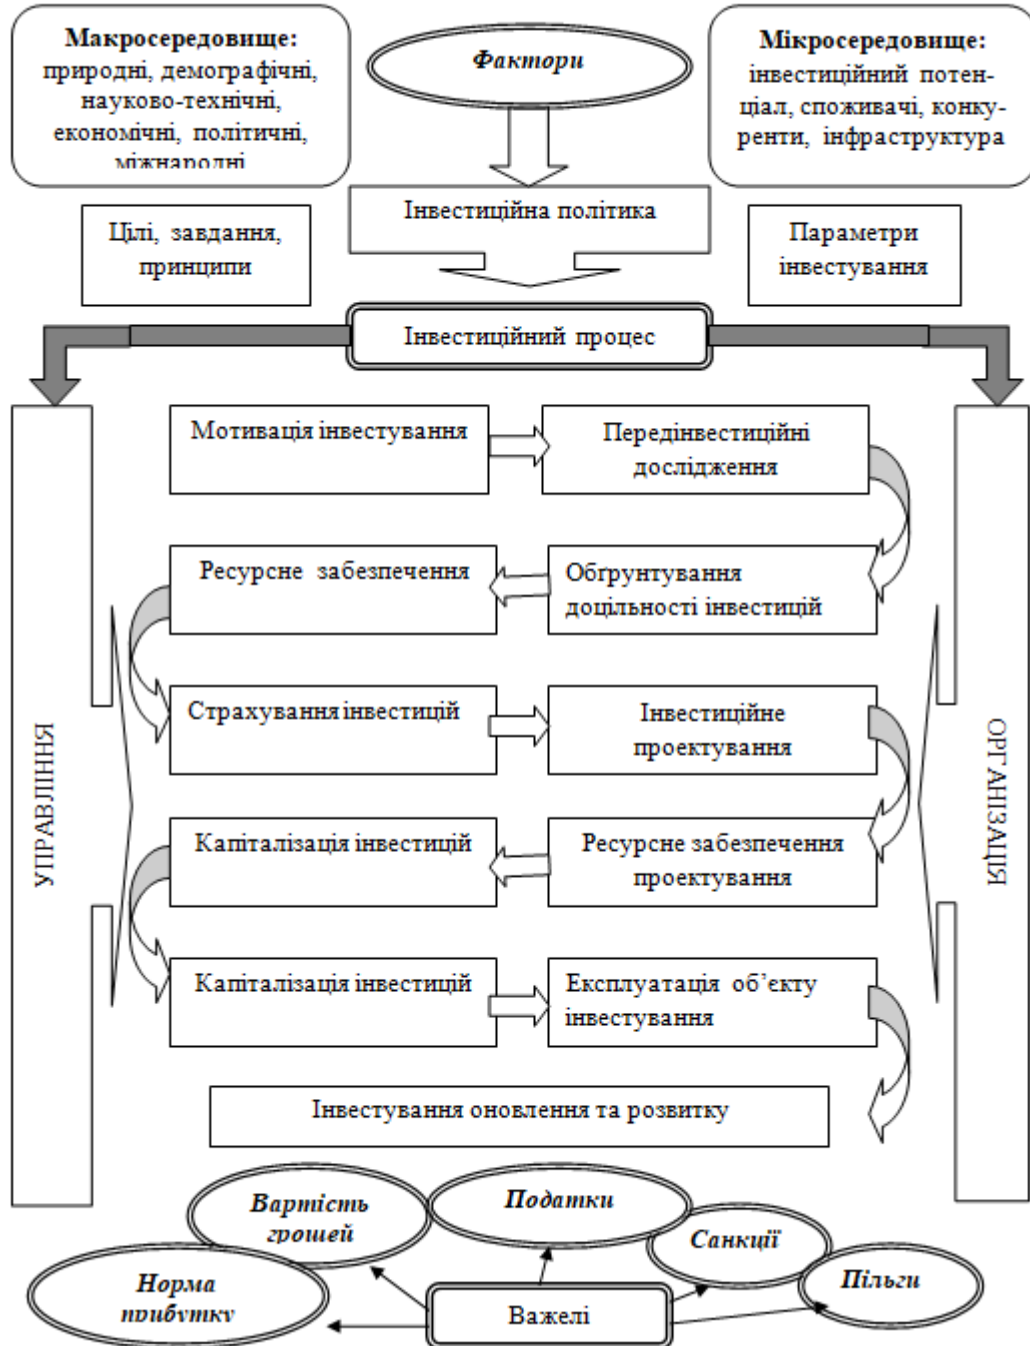 Макросередовище:
природні, демографічні,
науково-технічні,
економічні, політичні,
міжнародні
Фактори
Мікросередовище:
інвестиційний потен-
ціал, споживачі, конку-
ренти, інфраструктура
Інвестиційна політика
Цілі, завдання,
принципи
Параметри
інвестування
Інвестиційний процес
Мотивація інвестування
Передінвестиційні
дослідження
Ресурсне забезпечення
Обґрунтування
доцільності інвестицій
Страхування інвестицій
Інвестиційне
проектування
УПРАВЛІННЯ
ОРГАНІЗАЦІЯ
Капіталізація інвестицій
Ресурсне забезпечення
проектування
Капіталізація інвестицій
Експлуатація об’єкту
інвестування
Інвестування оновлення та розвитку
Вартість
грошей
Податки
Санкції
Норма
прибутку
Пільги
Важелі